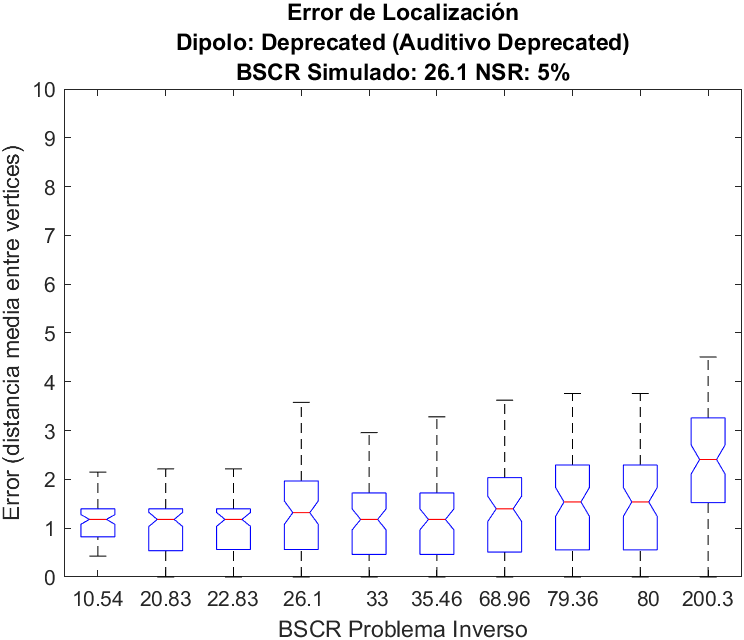 Error de Localización
Dipolo: Deprecated (Auditivo Deprecated)
BSCR Simulado: 26.1 NSR: 5%
Error (distancia media entre vertices)
10
9
8
7
6
5
4
3
2
1
0
10.54 20.83 22.83 26.1 33 35.46 68.96 79.36 80 200.3
BSCR Problema Inverso